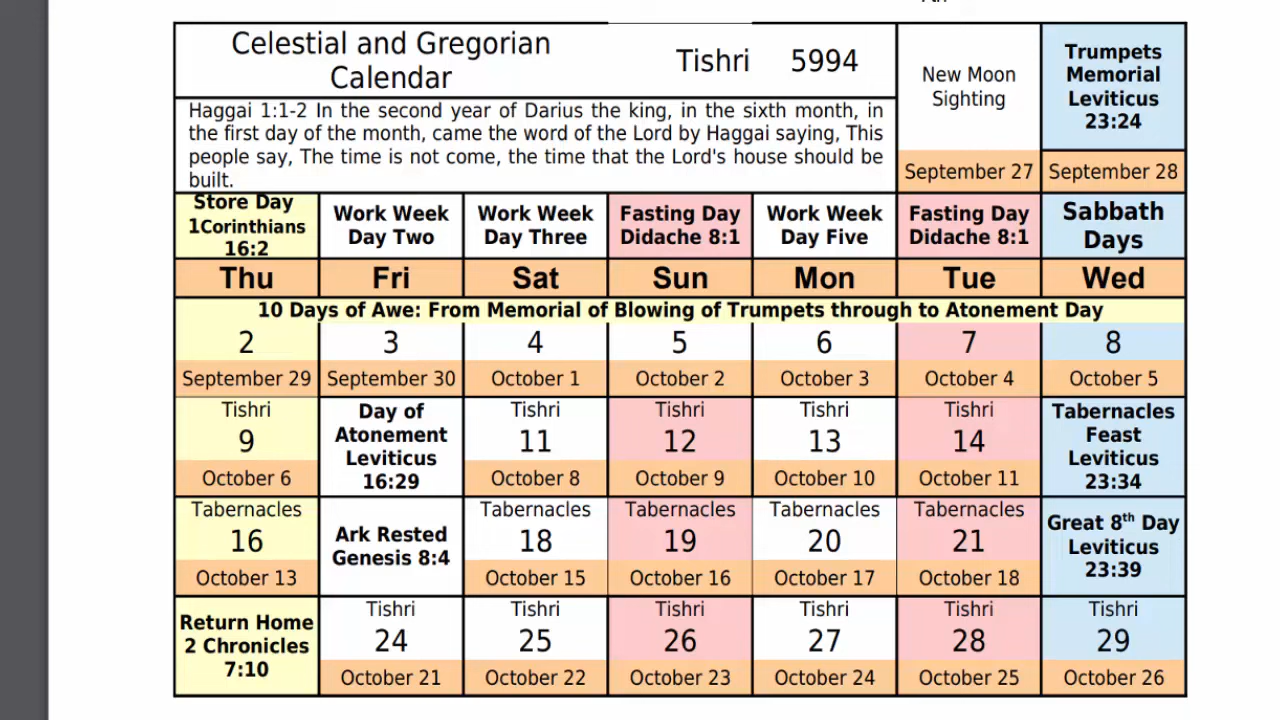 Celestial and Gregorian
Calendar
Tishri 5994
Haggai 1:1-2 In the second year of Darius the king, in the sixth month, in
the first day of the month, came the word of the Lord by Haggai saying, This
people say, The time is not come, the time that the Lord's house should be
built.
New Moon
Sighting
September 27
Trumpets
Memorial
Leviticus
23:24
September 28
Store Day
1Corinthians
16:2
Work Week
Day Two
Work Week
Day Three
Fasting Day
Didache 8:1
Work Week
Day Five
Fasting Day
Didache 8:1
Sabbath
Days
Thu Fri Sat Sun Mon Tue Wed
10 Days of Awe: From Memorial of Blowing of Trumpets through to Atonement Day
2 3 4 5 6 7 8
September 29 September 30 October 1 October 2 October 3 October 4 October 5
Tishri
9
October 6
Day of
Atonement
Leviticus
16:29
Tishri
11
October 8
Tishri
12
October 9
Tishri
13
October 10
Tishri
14
October 11
Tabernacles
Feast
Leviticus
23:34
Tabernacles
16
October 13
Ark Rested
Genesis 8:4
Tabernacles
18
October 15
Tabernacles
19
October 16
Tabernacles
20
October 17
Tabernacles
21
October 18
Great 8th Day
Leviticus
23:39
Return Home
2 Chronicles
7:10
Tishri
24
October 21
Tishri
25
October 22
Tishri
26
October 23
Tishri
27
October 24
Tishri
28
October 25
Tishri
29
October 26